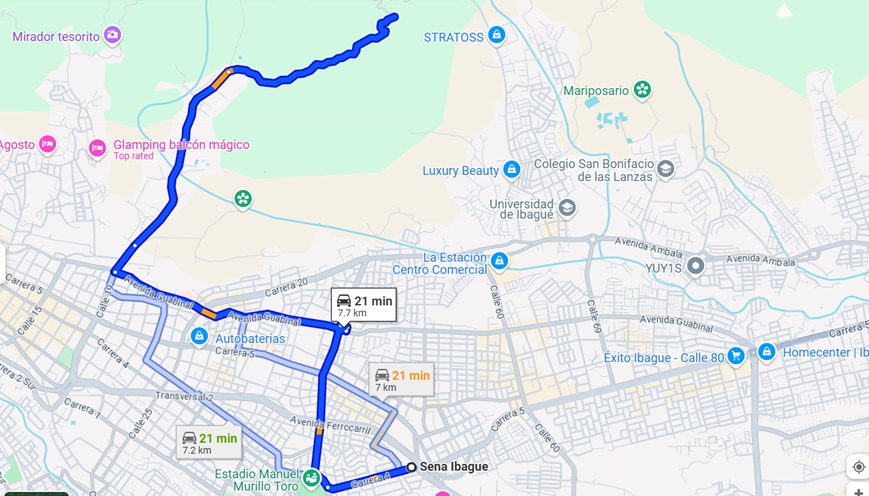 Mirador tesorito
STRATOSS
Mariposario
Agosto
Glamping balcón mágico
Top rated
Luxury Beauty
Colegio San Bonifacio
de las Lanzas
Universidad
de Ibagué
Avenida Ambala
Avenida Ambala
La Estación
Centro Comercial
YUY1S
Carrera 5
Calle 19
Carrera 20
Avenida Guabinal
21 min
7.7 km
Calle 60
Calle 69
Calle 15
Avenida Guabinal
Avenida Guabinal
Carrera 5
Autobaterias
Carrera 5
Éxito Ibague - Calle 80
Homecenter | Ib
Carrera 4
21 min
7 km
Carrera 2 Sur
Transversal 2
Carrera 1
Calle 25
Avenida Ferrocarril
Carrera 5
Calle 60
21 min
7.2 km
Sena Ibague
Estadio Manuel
Murillo Toro
Carrera 4